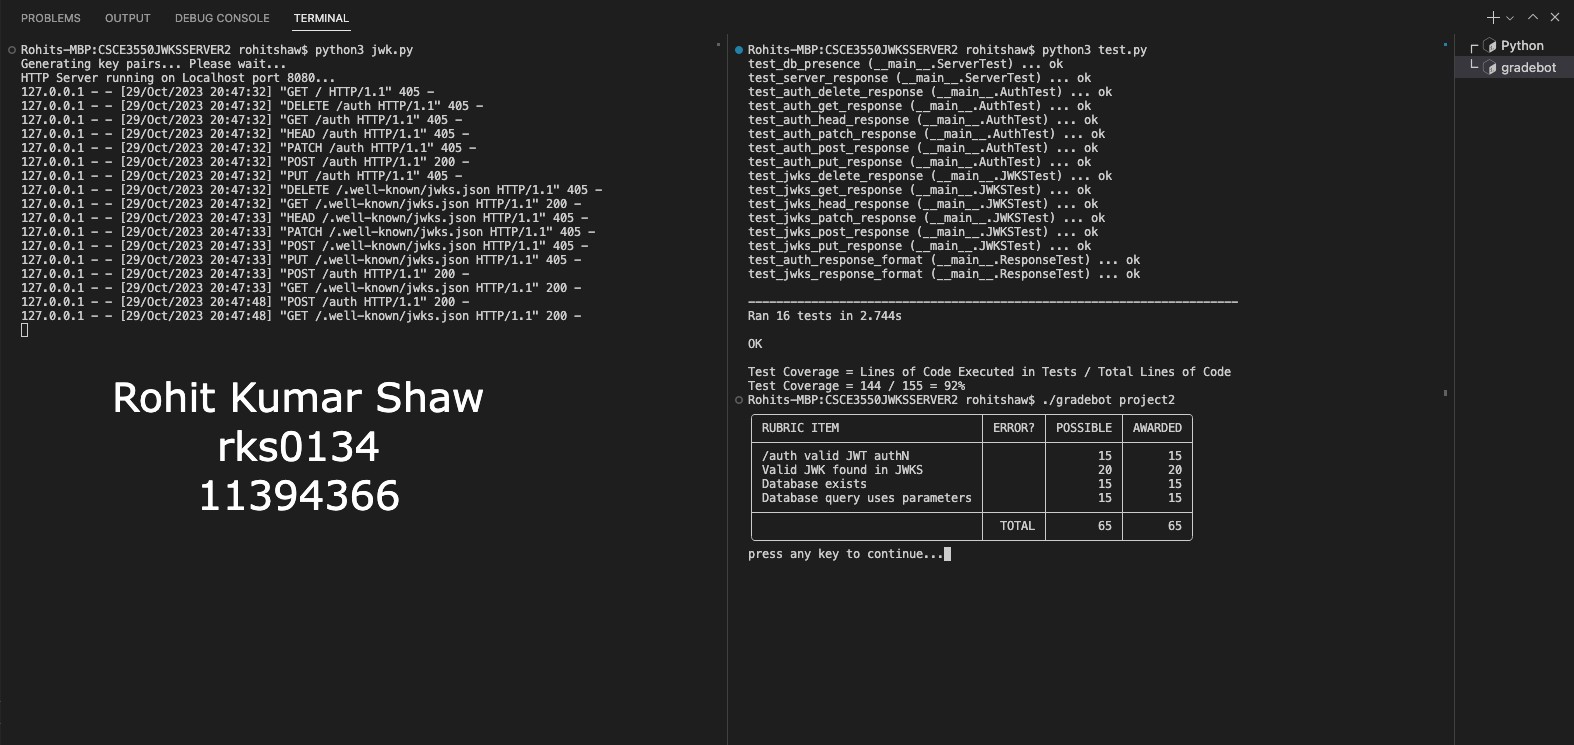 PROBLEMS OUTPUT DEBUG CONSOLE TERMINAL
Rohits-MBP:CSCE3550JWKSSERVER2 rohitshaw$ python3 jwk.py
Generating key pairs... Please wait...
HTTP Server running on Localhost port 8080...
127.0.0.1 - - [29/Oct/2023 20:47:32] "GET / HTTP/1.1" 405 -
127.0.0.1 - - [29/Oct/2023 20:47:32] "DELETE /auth HTTP/1.1" 405 -
127.0.0.1 - - [29/Oct/2023 20:47:32] "GET /auth HTTP/1.1" 405 -
127.0.0.1 - - [29/Oct/2023 20:47:32] "HEAD /auth HTTP/1.1" 405 -
127.0.0.1 - - [29/Oct/2023 20:47:32] "PATCH /auth HTTP/1.1" 405 -
127.0.0.1 - - [29/Oct/2023 20:47:32] "POST /auth HTTP/1.1" 200 -
127.0.0.1 - - [29/Oct/2023 20:47:32] "PUT /auth HTTP/1.1" 405 -
127.0.0.1 - - [29/Oct/2023 20:47:32] "DELETE /.well-known/jwks.json HTTP/1.1" 405 -
127.0.0.1 - - [29/Oct/2023 20:47:32] "GET /.well-known/jwks.json HTTP/1.1" 200 -
127.0.0.1 - - [29/Oct/2023 20:47:33] "HEAD /.well-known/jwks.json HTTP/1.1" 405 -
127.0.0.1 - - [29/Oct/2023 20:47:33] "PATCH /.well-known/jwks.json HTTP/1.1" 405 -
127.0.0.1 - - [29/Oct/2023 20:47:33] "POST /.well-known/jwks.json HTTP/1.1" 405 -
127.0.0.1 - - [29/Oct/2023 20:47:33] "PUT /.well-known/jwks.json HTTP/1.1" 405 -
127.0.0.1 - - [29/Oct/2023 20:47:33] "POST /auth HTTP/1.1" 200 -
127.0.0.1 - - [29/Oct/2023 20:47:33] "GET /.well-known/jwks.json HTTP/1.1" 200 -
127.0.0.1 - - [29/Oct/2023 20:47:48] "POST /auth HTTP/1.1" 200 -
127.0.0.1 - - [29/Oct/2023 20:47:48] "GET /.well-known/jwks.json HTTP/1.1" 200 -
Rohit Kumar Shaw
rks0134
11394366
Rohits-MBP:CSCE3550JWKSSERVER2 rohitshaw$ python3 test.py
test_db_presence (__main__.ServerTest) ... ok
test_server_response (__main__.ServerTest) ... ok
test_auth_delete_response (__main__.AuthTest) ... ok
test_auth_get_response (__main__.AuthTest) ... ok
test_auth_head_response (__main__.AuthTest) ... ok
test_auth_patch_response (__main__.AuthTest) ... ok
test_auth_post_response (__main__.AuthTest) ... ok
test_auth_put_response (__main__.AuthTest) ... ok
test_jwks_delete_response (__main__.JWKSTest) ... ok
test_jwks_get_response (__main__.JWKSTest) ... ok
test_jwks_head_response (__main__.JWKSTest) ... ok
test_jwks_patch_response (__main__.JWKSTest) ... ok
test_jwks_post_response (__main__.JWKSTest) ... ok
test_jwks_put_response (__main__.JWKSTest) ... ok
test_auth_response_format (__main__.ResponseTest) ... ok
test_jwks_response_format (__main__.ResponseTest) ... ok
----------------------------------------------------------------------
Ran 16 tests in 2.744s
OK
Test Coverage = Lines of Code Executed in Tests / Total Lines of Code
Test Coverage = 144 / 155 = 92%
Rohits-MBP:CSCE3550JWKSSERVER2 rohitshaw$ ./gradebot project2
RUBRIC ITEM ERROR? POSSIBLE AWARDED
/auth valid JWT authN 15 15
Valid JWK found in JWKS 20 20
Database exists 15 15
Database query uses parameters 15 15
TOTAL 65 65
press any key to continue...
Python
gradebot